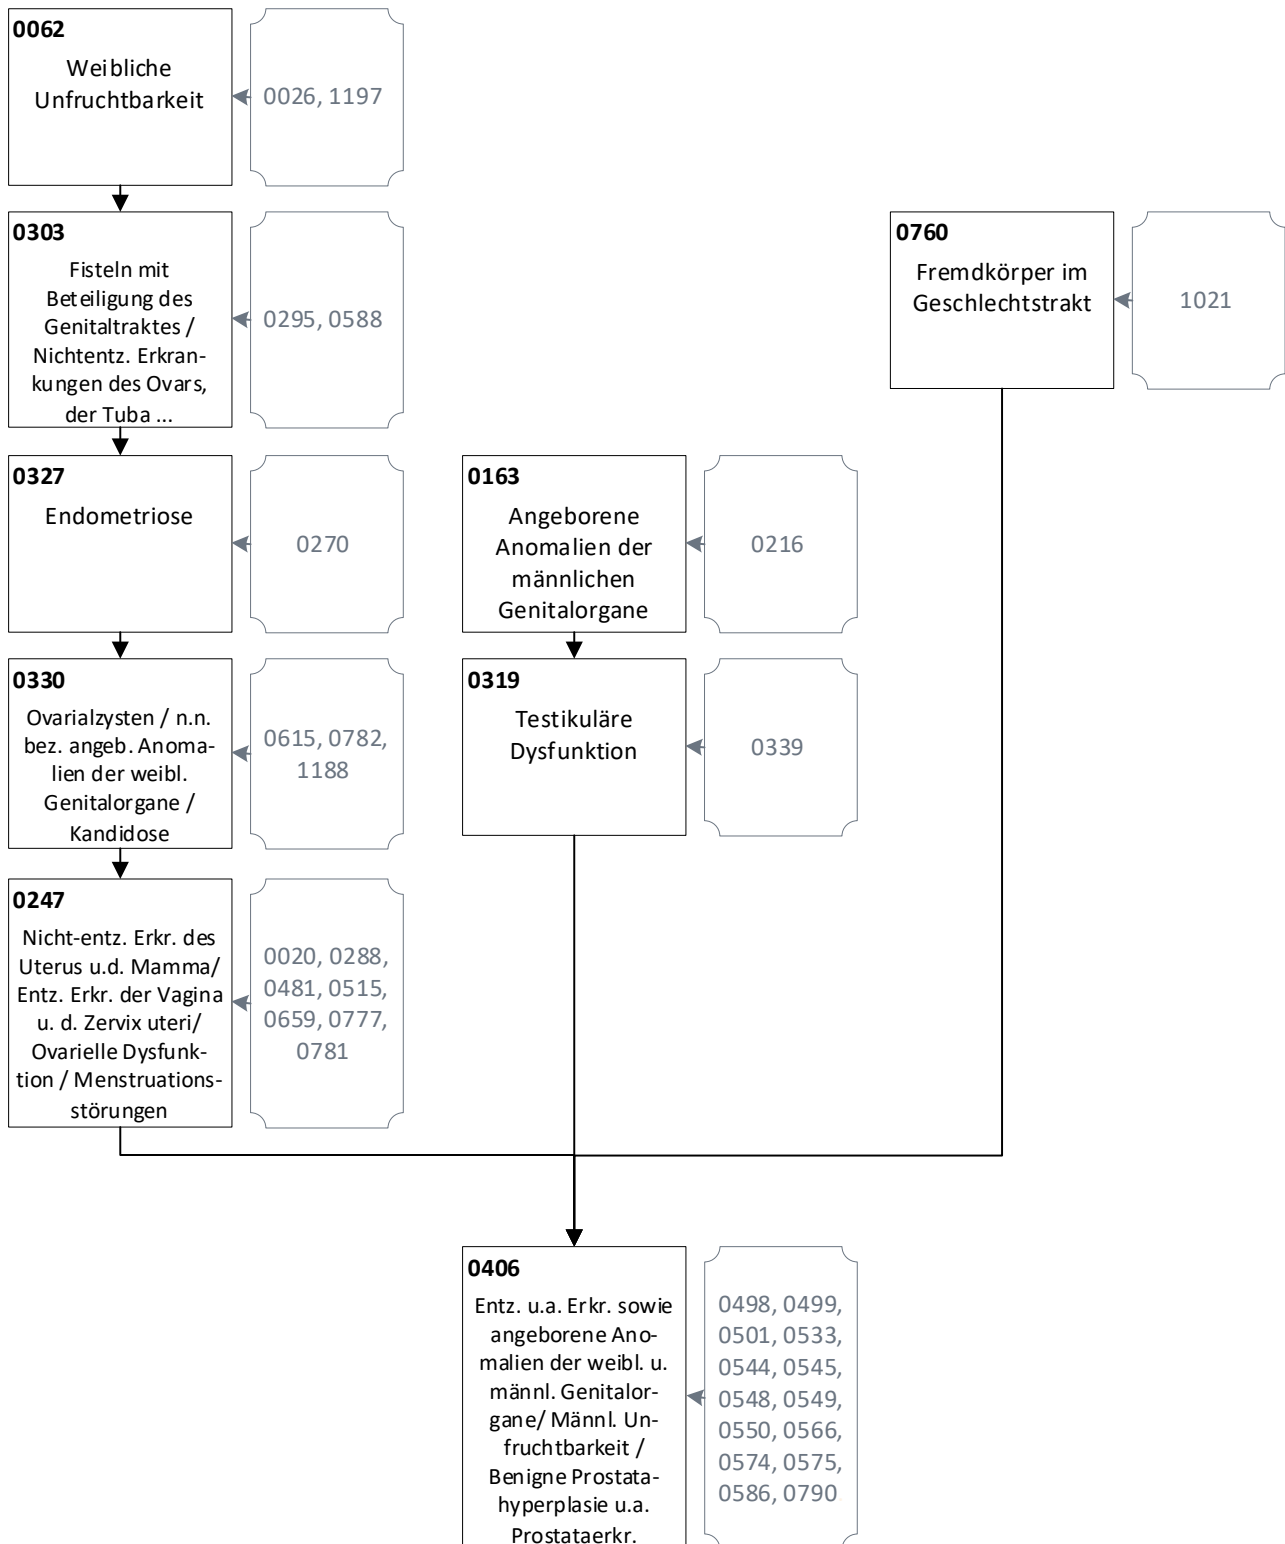 0062
Weibliche
Unfruchtbarkeit
0026, 1197
0303
Fisteln mit
Beteiligung des
Genitaltraktes /
Nichtentz. Erkran-
kungen des Ovars,
der Tuba ...
0295, 0588
0760
Fremdkörper im
Geschlechtstrakt
1021
0327
Endometriose
0270
0163
Angeborene
Anomalien der
männlichen
Genitalorgane
0216
0330
Ovarialzysten / n.n.
bez. angeb. Anoma-
lien der weibl.
Genitalorgane /
Kandidose
0615, 0782,
1188
0319
Testikuläre
Dysfunktion
0339
0247
Nicht-entz. Erkr. des
Uterus u.d. Mamma/
Entz. Erkr. der Vagina
u. d. Zervix uteri/
Ovarielle Dysfunk-
tion / Menstruations-
störungen
0020, 0288,
0481, 0515,
0659, 0777,
0781
0406
Entz. u.a. Erkr. sowie
angeborene Ano-
malien der weibl. u.
männl. Genitalor-
gane/ Männl. Un-
fruchtbarkeit /
Benigne Prostata-
hyperplasie u.a.
Prostataerkr.
0498, 0499,
0501, 0533,
0544, 0545,
0548, 0549,
0550, 0566,
0574, 0575,
0586, 0790